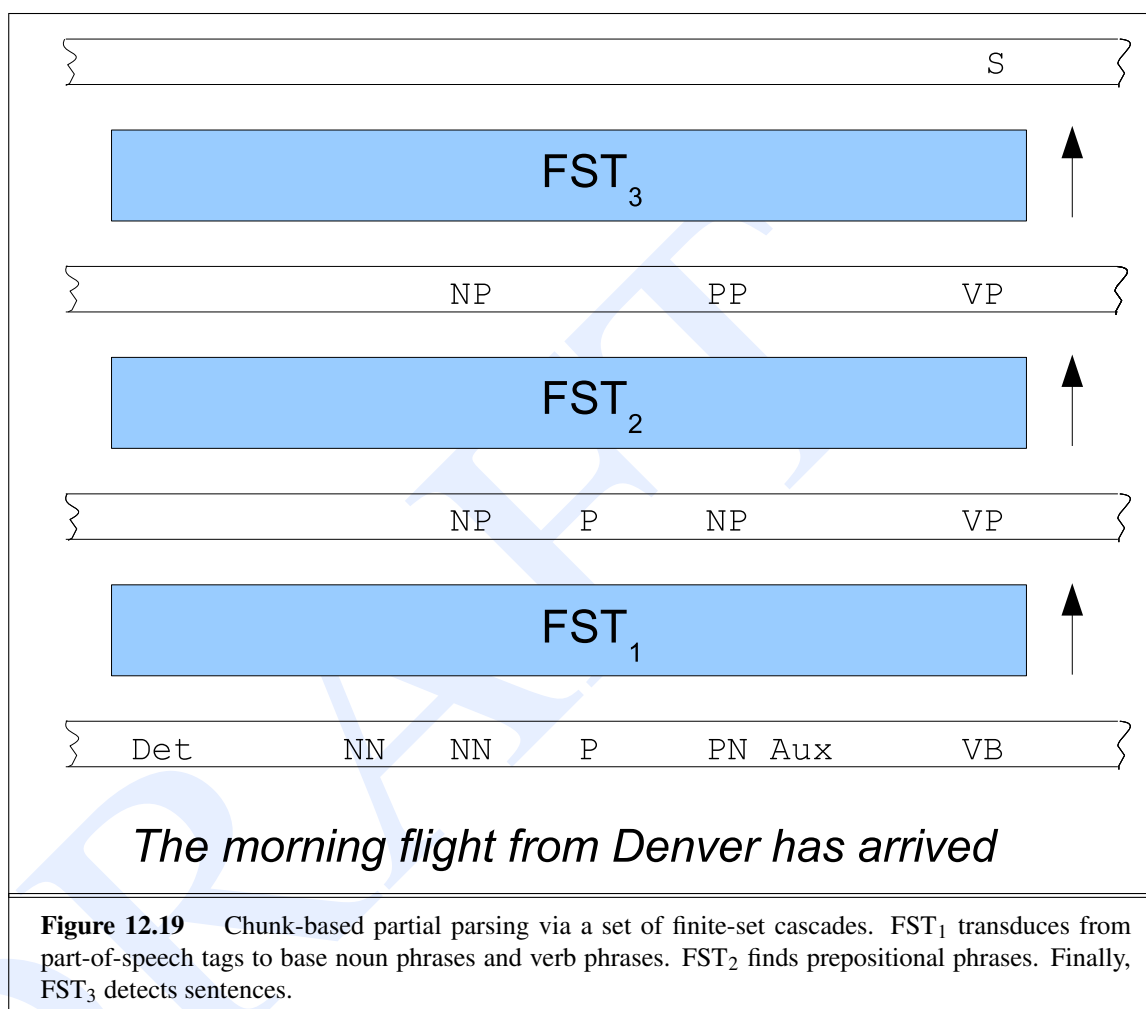 S
FST3
NP PP VP
FST2
NP P NP VP
FST1
Det NN NN P PN Aux VB
The morning flight from Denver has arrived
Figure 12.19 Chunk-based partial parsing via a set of finite-set cascades. FST1 transduces from
part-of-speech tags to base noun phrases and verb phrases. FST2 finds prepositional phrases. Finally,
FST3 detects sentences.
DRAFT